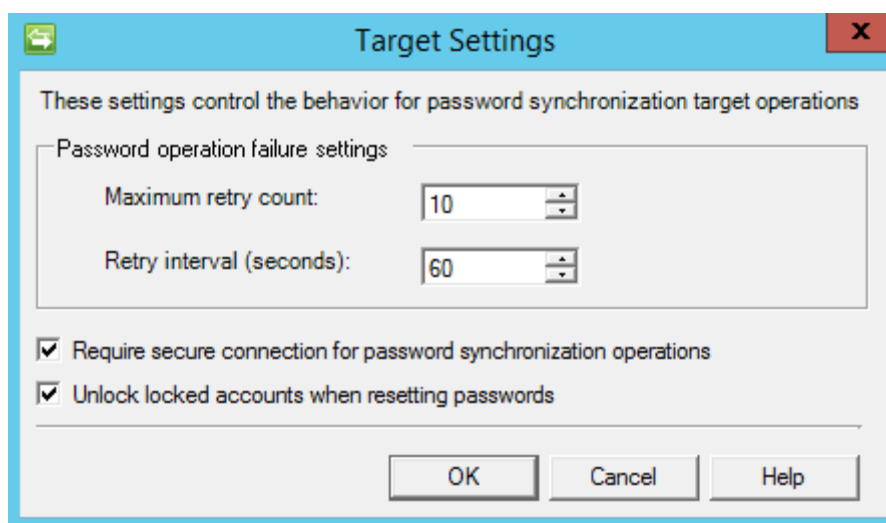 Target Settings
x
These settings control the behavior for password synchronization target operations
Password operation failure settings
Maximum retry count: 10
Retry interval (seconds): 60
Require secure connection for password synchronization operations
Unlock locked accounts when resetting passwords
OK Cancel Help